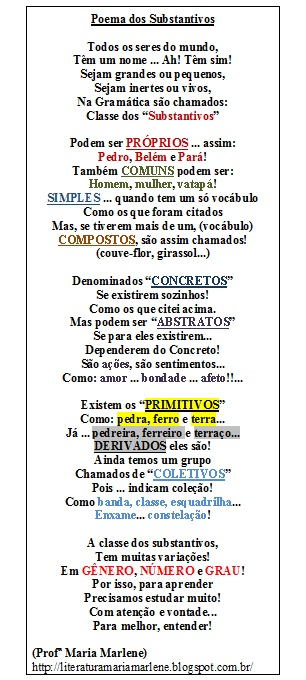 Poema dos Substantivos
Todos os seres do mundo,
Têm um nome ... Ah! Têm sim!
Sejam grandes ou pequenos,
Sejam inertes ou vivos,
Na Gramática são chamados:
Classe dos “Substantivos”
Podem ser PRÓPRIOS ... assim:
Pedro, Belém e Pará!
Também COMUNS podem ser:
Homem, mulher, vatapá!
SIMPLES ... quando tem um só vocábulo
Como os que foram citados
Mas, se tiverem mais de um, (vocábulo)
COMPOSTOS, são assim chamados!
(couve-flor, girassol...)
Denominados “CONCRETOS”
Se existirem sozinhos!
Como os que citei acima.
Mas podem ser “ABSTRATOS”
Se para eles existirem...
Dependerem do Concreto!
São ações, são sentimentos...
Como: amor ... bondade ... afeto!!...
Existem os “PRIMITIVOS”
Como: pedra, ferro e terra...
Já ... pedreira, ferreiro e terraço...
DERIVADOS eles são!
Ainda temos um grupo
Chamados de “COLETIVOS”
Pois ... indicam coleção!
Como banda, classe, esquadrilha...
Enxame... constelação!
A classe dos substantivos,
Tem muitas variações!
Em GÊNERO, NÚMERO e GRAU!
Por isso, para aprender
Precisamos estudar muito!
Com atenção e vontade...
Para melhor, entender!
(Profª Maria Marlene)
http://literaturamariamarlene.blogspot.com.br/